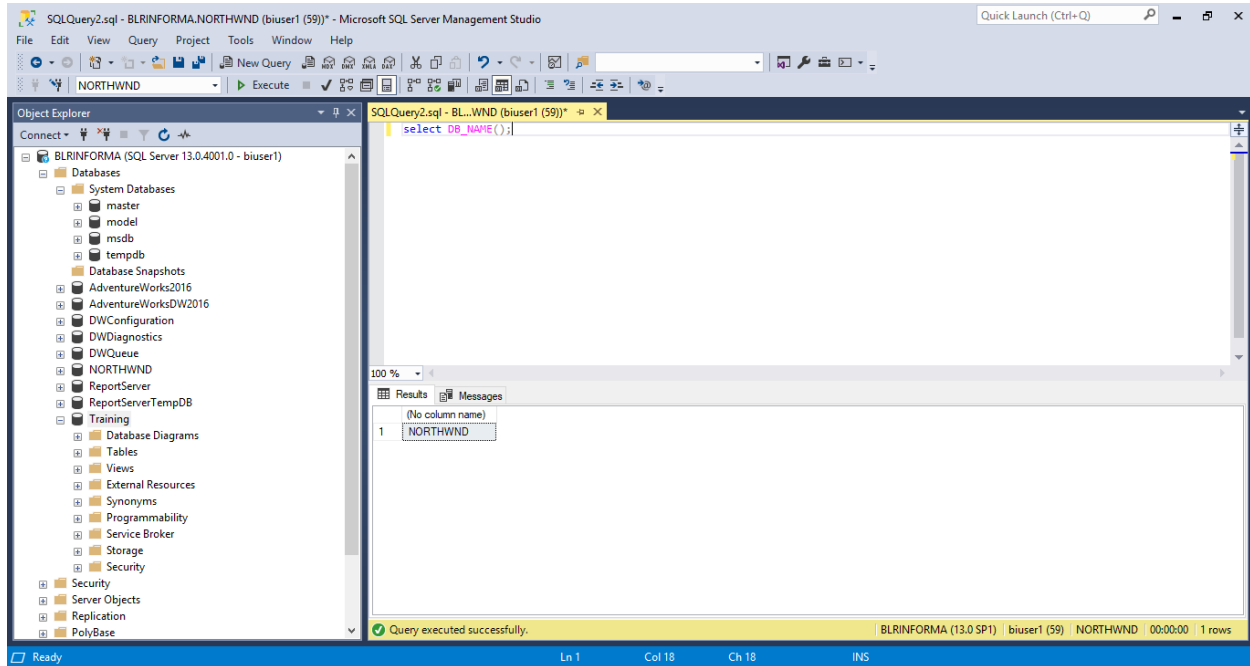 SQLQuery2.sql - BLRINFORMA.NORTHWND (biuser1 (59))* - Microsoft SQL Server Management Studio
Quick Launch (Ctrl+Q)
File Edit View Query Project Tools Window Help
New Query MDX DMX XMLA DAX
NORTHWND Execute
Object Explorer
Connect
BLRINFORMA (SQL Server 13.0.4001.0 - biuser1)
Databases
System Databases
master
model
msdb
tempdb
Database Snapshots
AdventureWorks2016
AdventureWorksDW2016
DWConfiguration
DWDiagnostics
DWQueue
NORTHWND
ReportServer
ReportServerTempDB
Training
Database Diagrams
Tables
Views
External Resources
Synonyms
Programmability
Service Broker
Storage
Security
Security
Server Objects
Replication
PolyBase
SQLQuery2.sql - BL...WND (biuser1 (59))*
select DB_NAME();
100 %
Results Messages
(No column name)
1 NORTHWND
Query executed successfully.
BLRINFORMA (13.0 SP1) biuser1 (59) NORTHWND 00:00:00 1 rows
Ready Ln 1 Col 18 Ch 18 INS